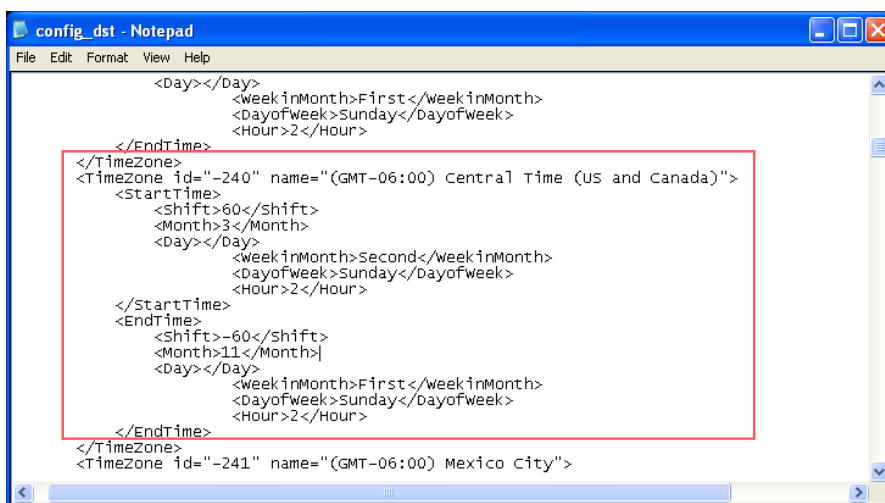 config_dst - Notepad
File Edit Format View Help
<Day></Day>
<WeekinMonth>First</WeekinMonth>
<DayofWeek>Sunday</DayofWeek>
<Hour>2</Hour>
</EndTime>
</TimeZone>
<TimeZone id="-240" name="(GMT-06:00) Central Time (US and Canada)">
<StartTime>
<Shift>60</Shift>
<Month>3</Month>
<Day></Day>
<WeekinMonth>Second</WeekinMonth>
<DayofWeek>Sunday</DayofWeek>
<Hour>2</Hour>
</StartTime>
<EndTime>
<Shift>-60</Shift>
<Month>11</Month>
<Day></Day>
<WeekinMonth>First</WeekinMonth>
<DayofWeek>Sunday</DayofWeek>
<Hour>2</Hour>
</EndTime>
</TimeZone>
<TimeZone id="-241" name="(GMT-06:00) Mexico City">